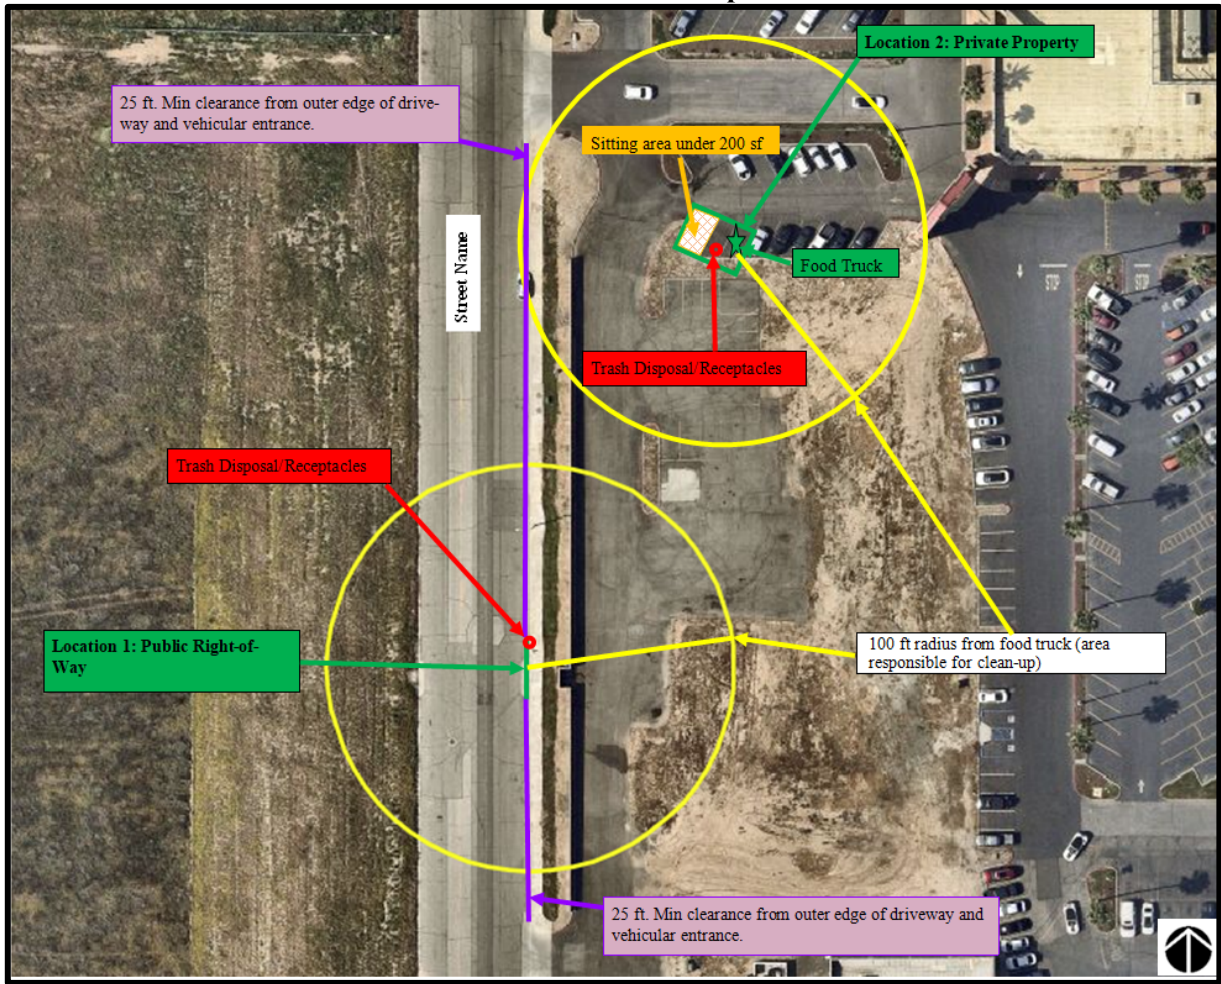 Location 2: Private Property
25 ft. Min clearance from outer edge of drive-
way and vehicular entrance.
Sitting area under 200 sf
Street Name
Food Truck
STOP
STOP
Trash Disposal/Receptacles
Trash Disposal/Receptacles
Location 1: Public Right-of-
Way
100 ft radius from food truck (area
responsible for clean-up)
25 ft. Min clearance from outer edge of driveway and
vehicular entrance.